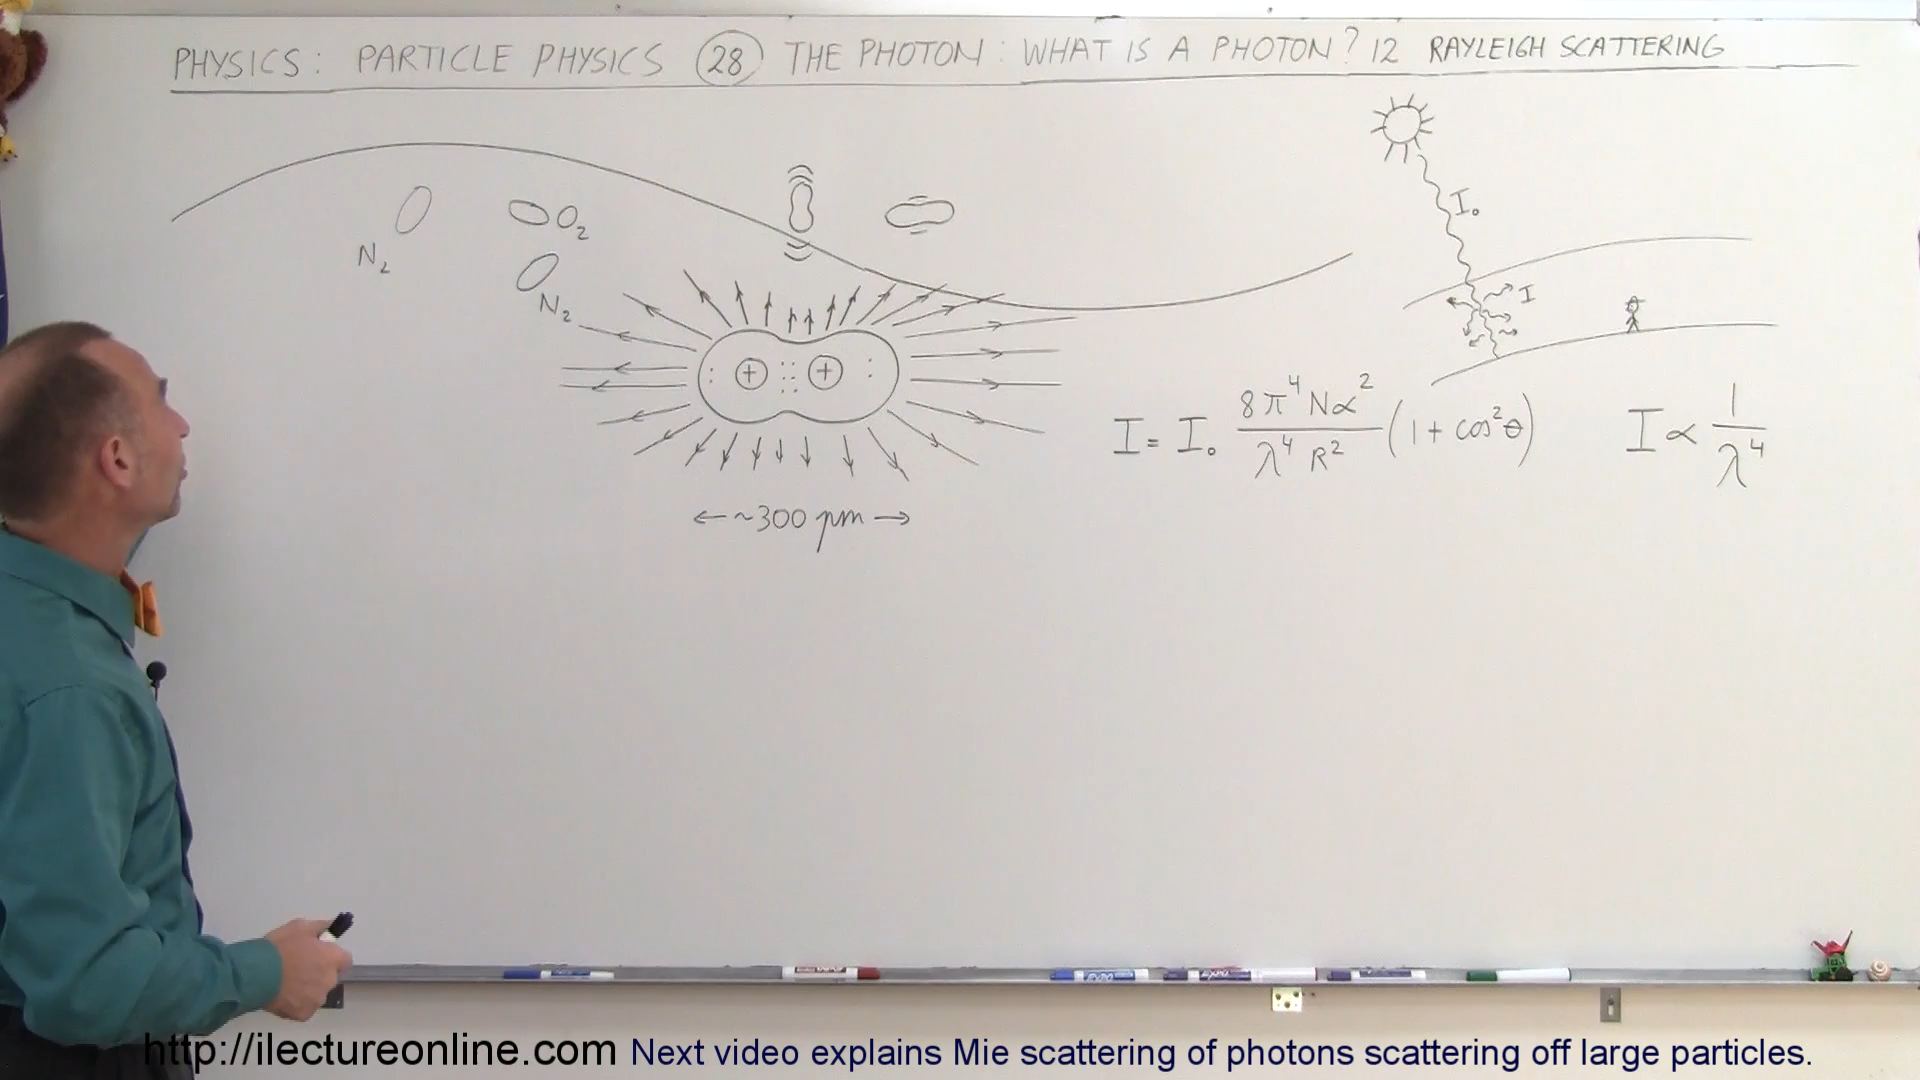 PHYSICS: PARTICLE PHYSICS 28 THE PHOTON: WHAT IS A PHOTON? 12 RAYLEIGH SCATTERING
I₀
N₂
O₂
N₂
I
+ +
I = I₀ 8π⁴Nα² / λ⁴R² (1 + cos²θ)
I ∝ 1 / λ⁴
← ~300 pm →
EXPO
EXPO
http://ilectureonline.com Next video explains Mie scattering of photons scattering off large particles.